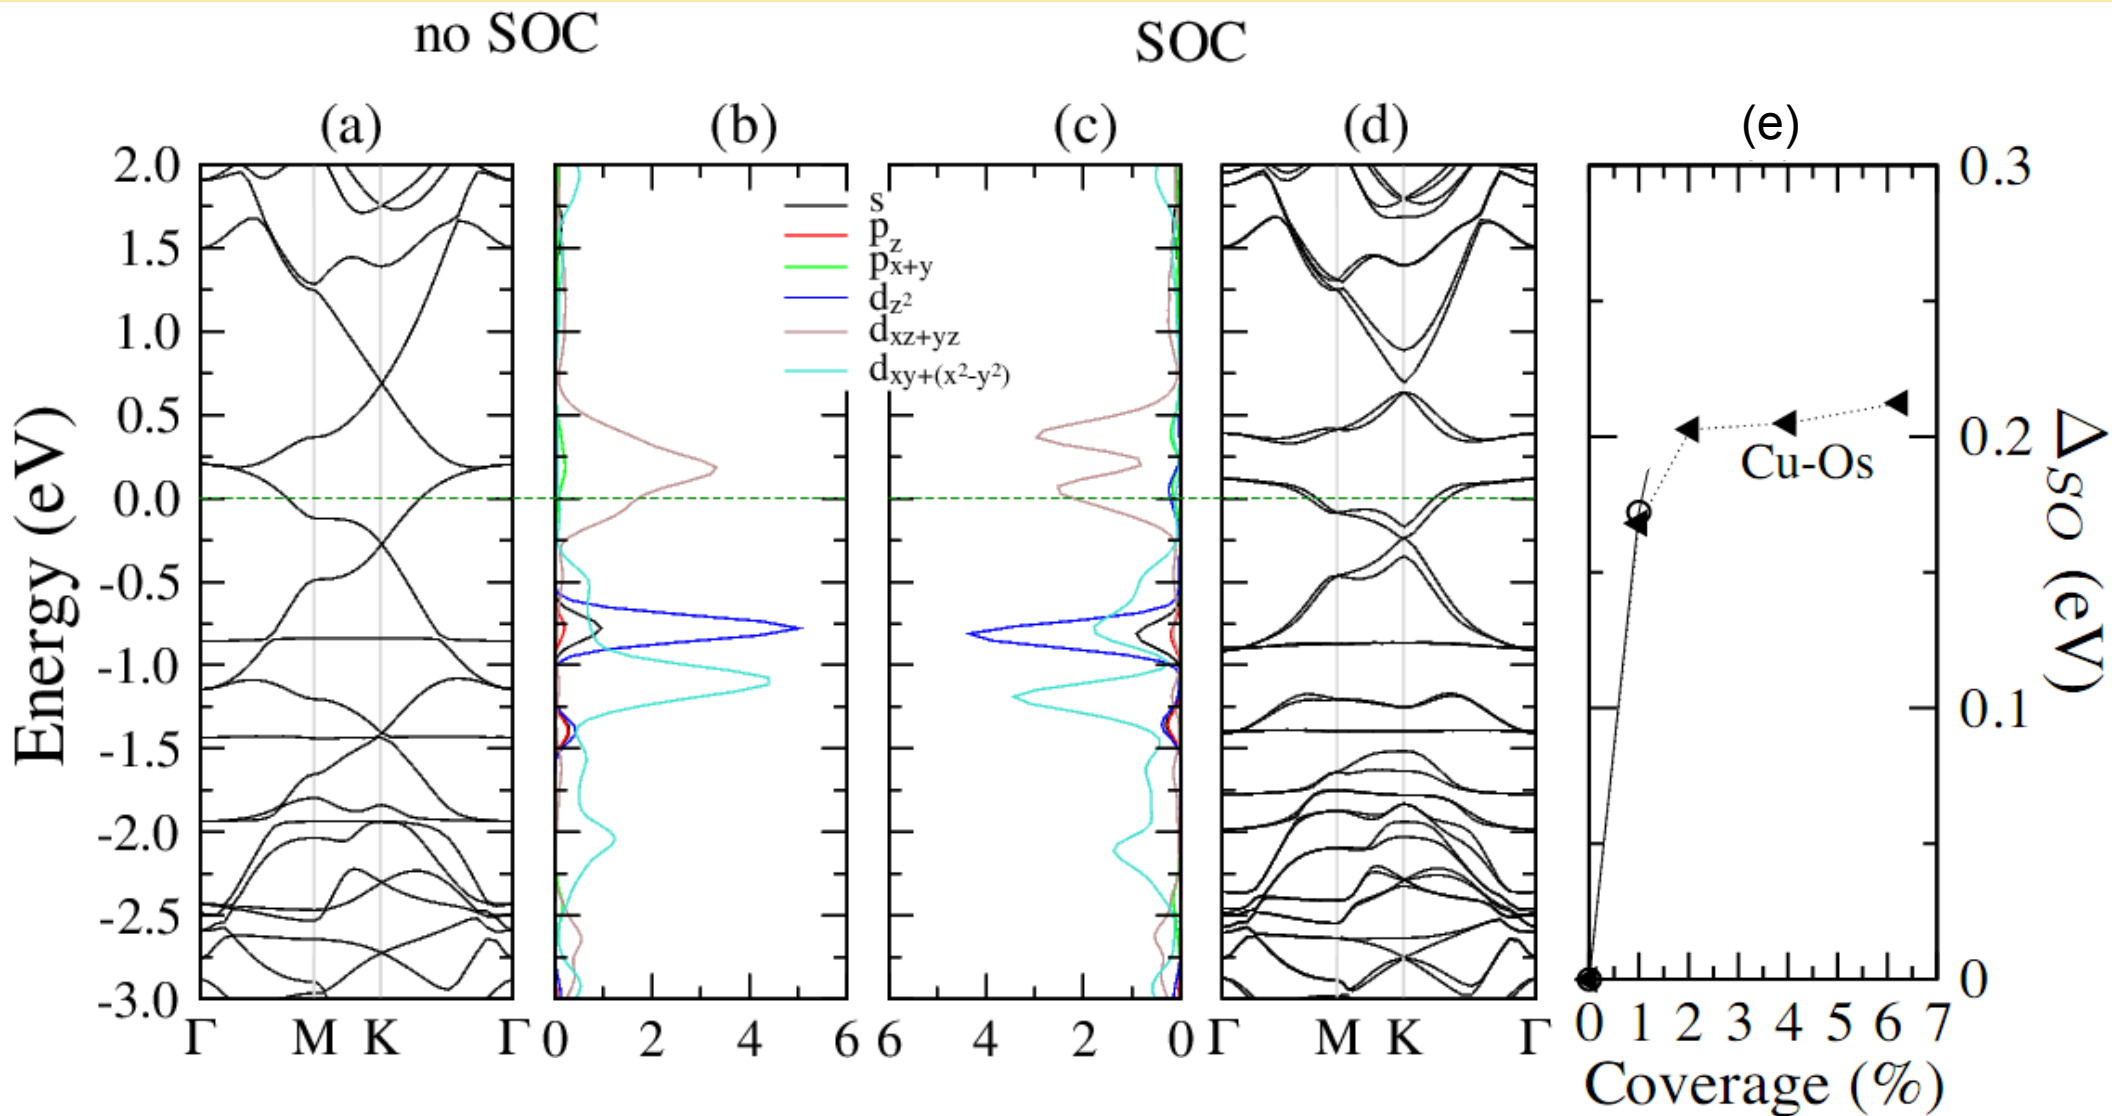 no SOC
SOC
(a)
(b)
(c)
(d)
(e)
Energy (eV)
2.0
1.5
1.0
0.5
0.0
-0.5
-1.0
-1.5
-2.0
-2.5
-3.0
Γ M K Γ
0 2 4 6
s
p_z
p_x+y
d_z²
d_xz+yz
d_xy+(x²-y²)
6 4 2 0
Γ M K Γ
Cu-Os
0.3
0.2
0.1
0
Δ_SO (eV)
0 1 2 3 4 5 6 7
Coverage (%)